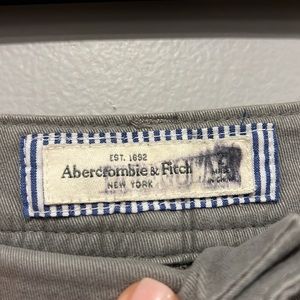 EST. 1892
Abercrombie & Fitch
NEW YORK